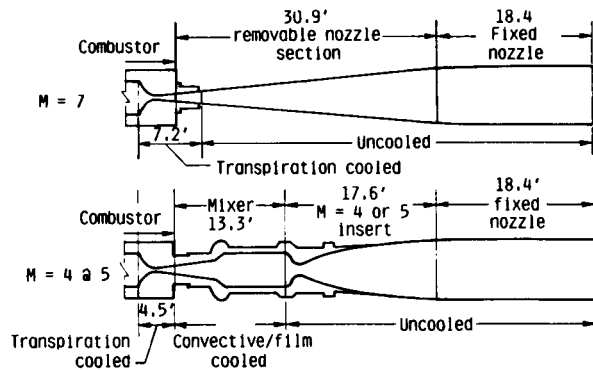 30.9'
removable nozzle
section
18.4
Fixed
nozzle
Combustor
M = 7
7.2'
Uncooled
Transpiration cooled
Mixer
13.3'
17.6'
M = 4 or 5
insert
18.4'
fixed
nozzle
Combustor
M = 4 a 5
4.5'
Transpiration
cooled
Convective/film
cooled
Uncooled